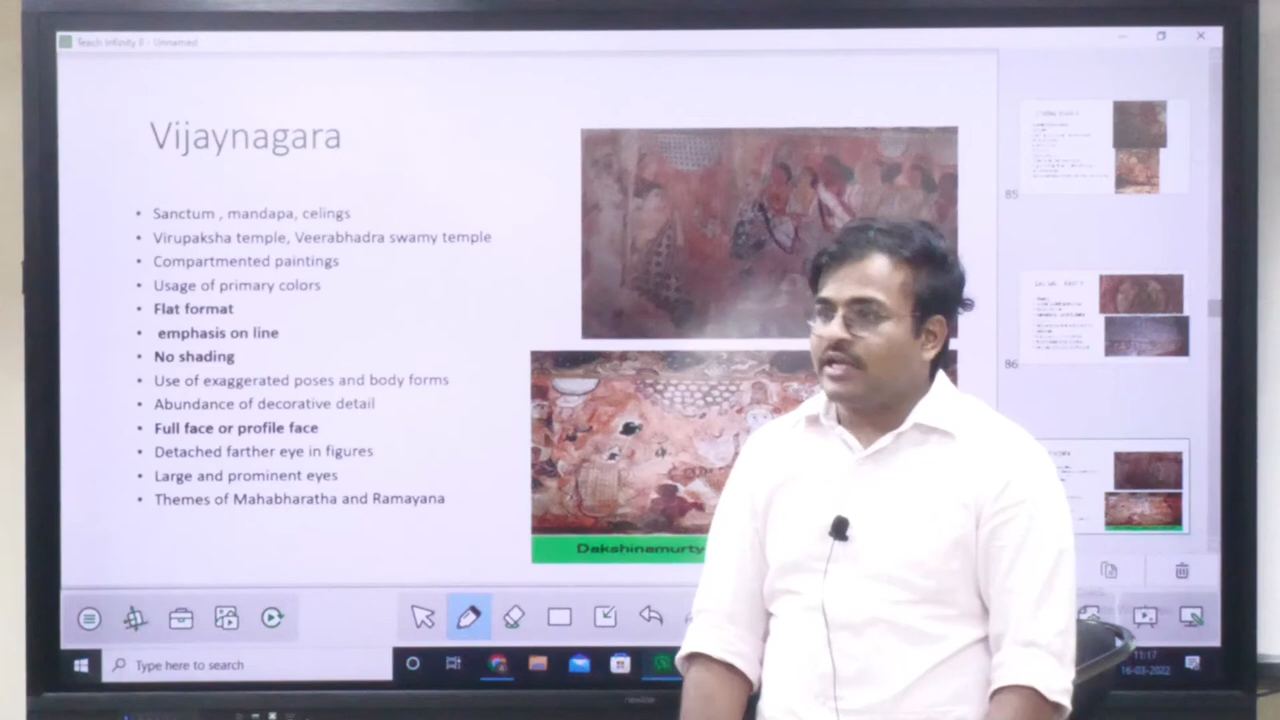 Teach Infinity 8 - Unnamed
Vijaynagara
• Sanctum , mandapa, celings
• Virupaksha temple, Veerabhadra swamy temple
• Compartmented paintings
• Usage of primary colors
• Flat format
• emphasis on line
• No shading
• Use of exaggerated poses and body forms
• Abundance of decorative detail
• Full face or profile face
• Detached farther eye in figures
• Large and prominent eyes
• Themes of Mahabharatha and Ramayana
Dakshinamurty
85
86
Type here to search
11:17
16-03-2022